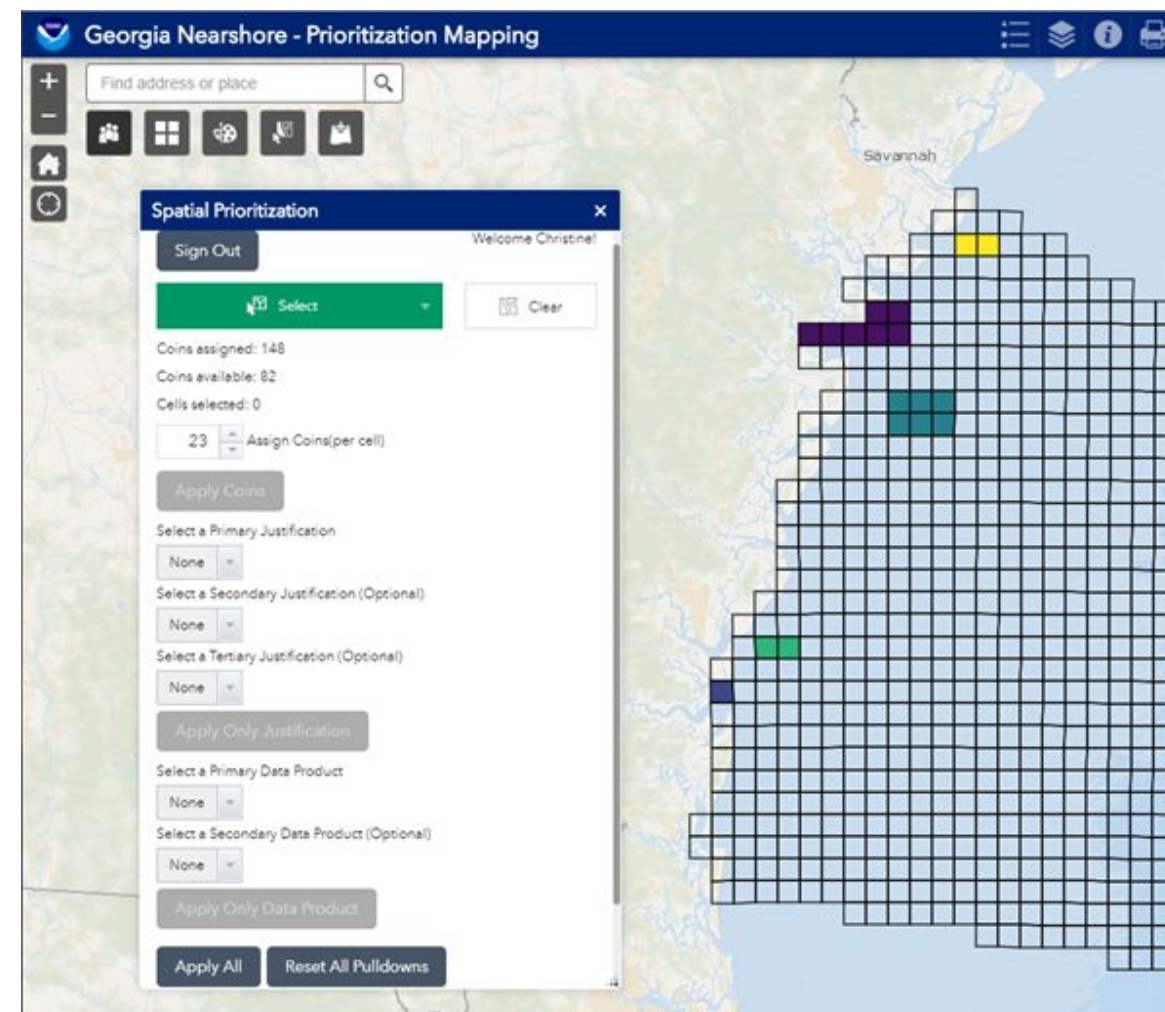 Georgia Nearshore - Prioritization Mapping
Find address or place
Savannah
Spatial Prioritization
Sign Out
Welcome Christine!
Select
Clear
Coins assigned: 148
Coins available: 82
Cells selected: 0
23 Assign Coins(per cell)
Apply Coins
Select a Primary Justification
None
Select a Secondary Justification (Optional)
None
Select a Tertiary Justification (Optional)
None
Apply Only Justification
Select a Primary Data Product
None
Select a Secondary Data Product (Optional)
None
Apply Only Data Product
Apply All Reset All Pulldowns